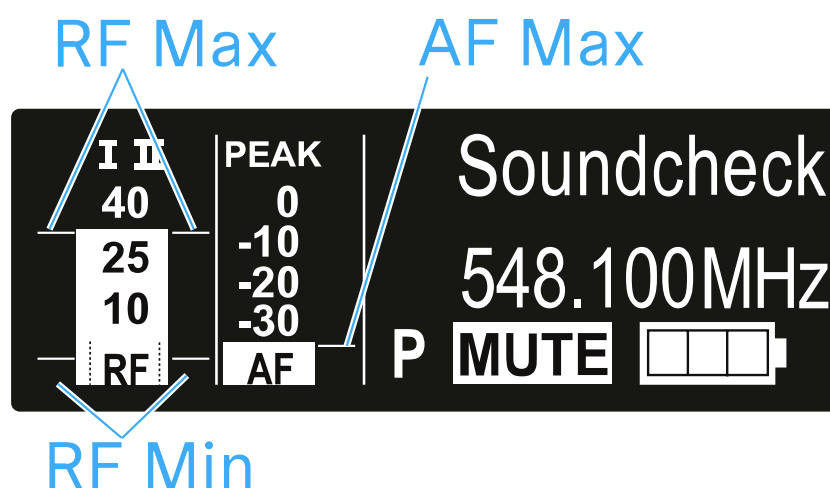 RF Max AF Max
I II PEAK Soundcheck
40 0
25 -10
10 -20 548.100MHz
-30
RF AF P MUTE
RF Min